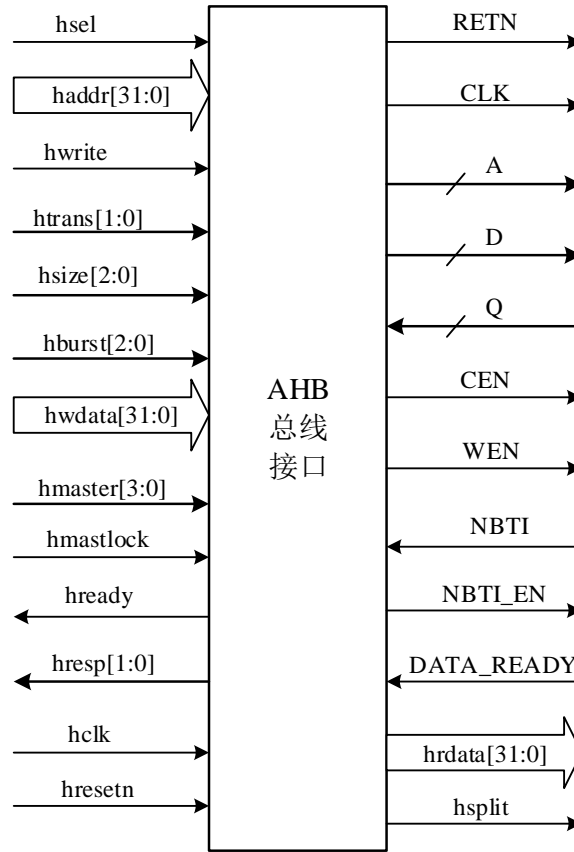 hsel
haddr[31:0]
hwrite
htrans[1:0]
hsize[2:0]
hburst[2:0]
hwdata[31:0]
hmaster[3:0]
hmastlock
hready
hresp[1:0]
hclk
hresetn
AHB
总线
接口
RETN
CLK
A
D
Q
CEN
WEN
NBTI
NBTI_EN
DATA_READY
hrdata[31:0]
hsplit